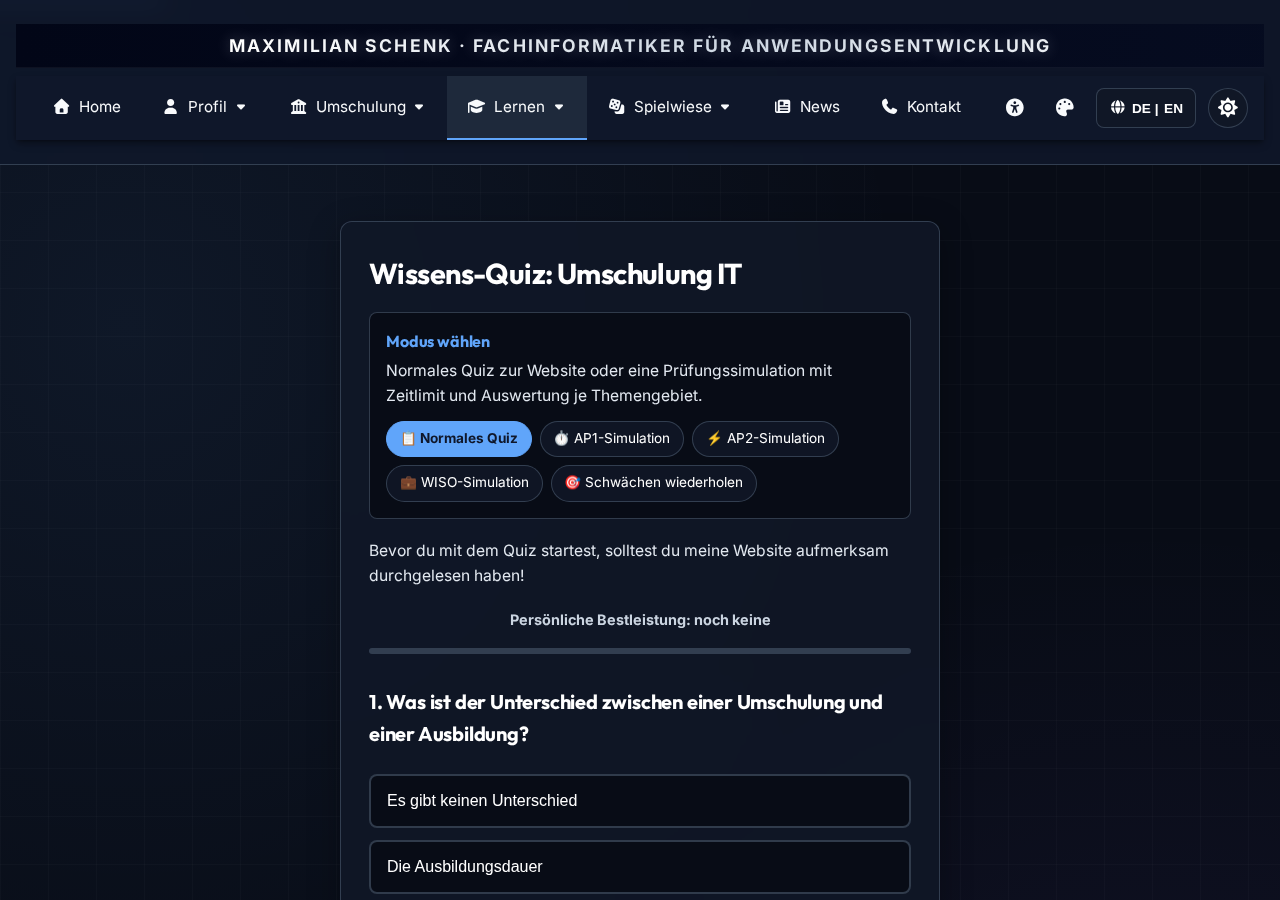 MAXIMILIAN SCHENK · FACHINFORMATIKER FÜR ANWENDUNGSENTWICKLUNG
Home Profil Umschulung Lernen Spielwiese News Kontakt DE | EN
Wissens-Quiz: Umschulung IT
Modus wählen
Normales Quiz zur Website oder eine Prüfungssimulation mit
Zeitlimit und Auswertung je Themengebiet.
📋 Normales Quiz ⏱️ AP1-Simulation ⚡ AP2-Simulation
💼 WISO-Simulation 🎯 Schwächen wiederholen
Bevor du mit dem Quiz startest, solltest du meine Website aufmerksam
durchgelesen haben!
Persönliche Bestleistung: noch keine
1. Was ist der Unterschied zwischen einer Umschulung und
einer Ausbildung?
Es gibt keinen Unterschied
Die Ausbildungsdauer